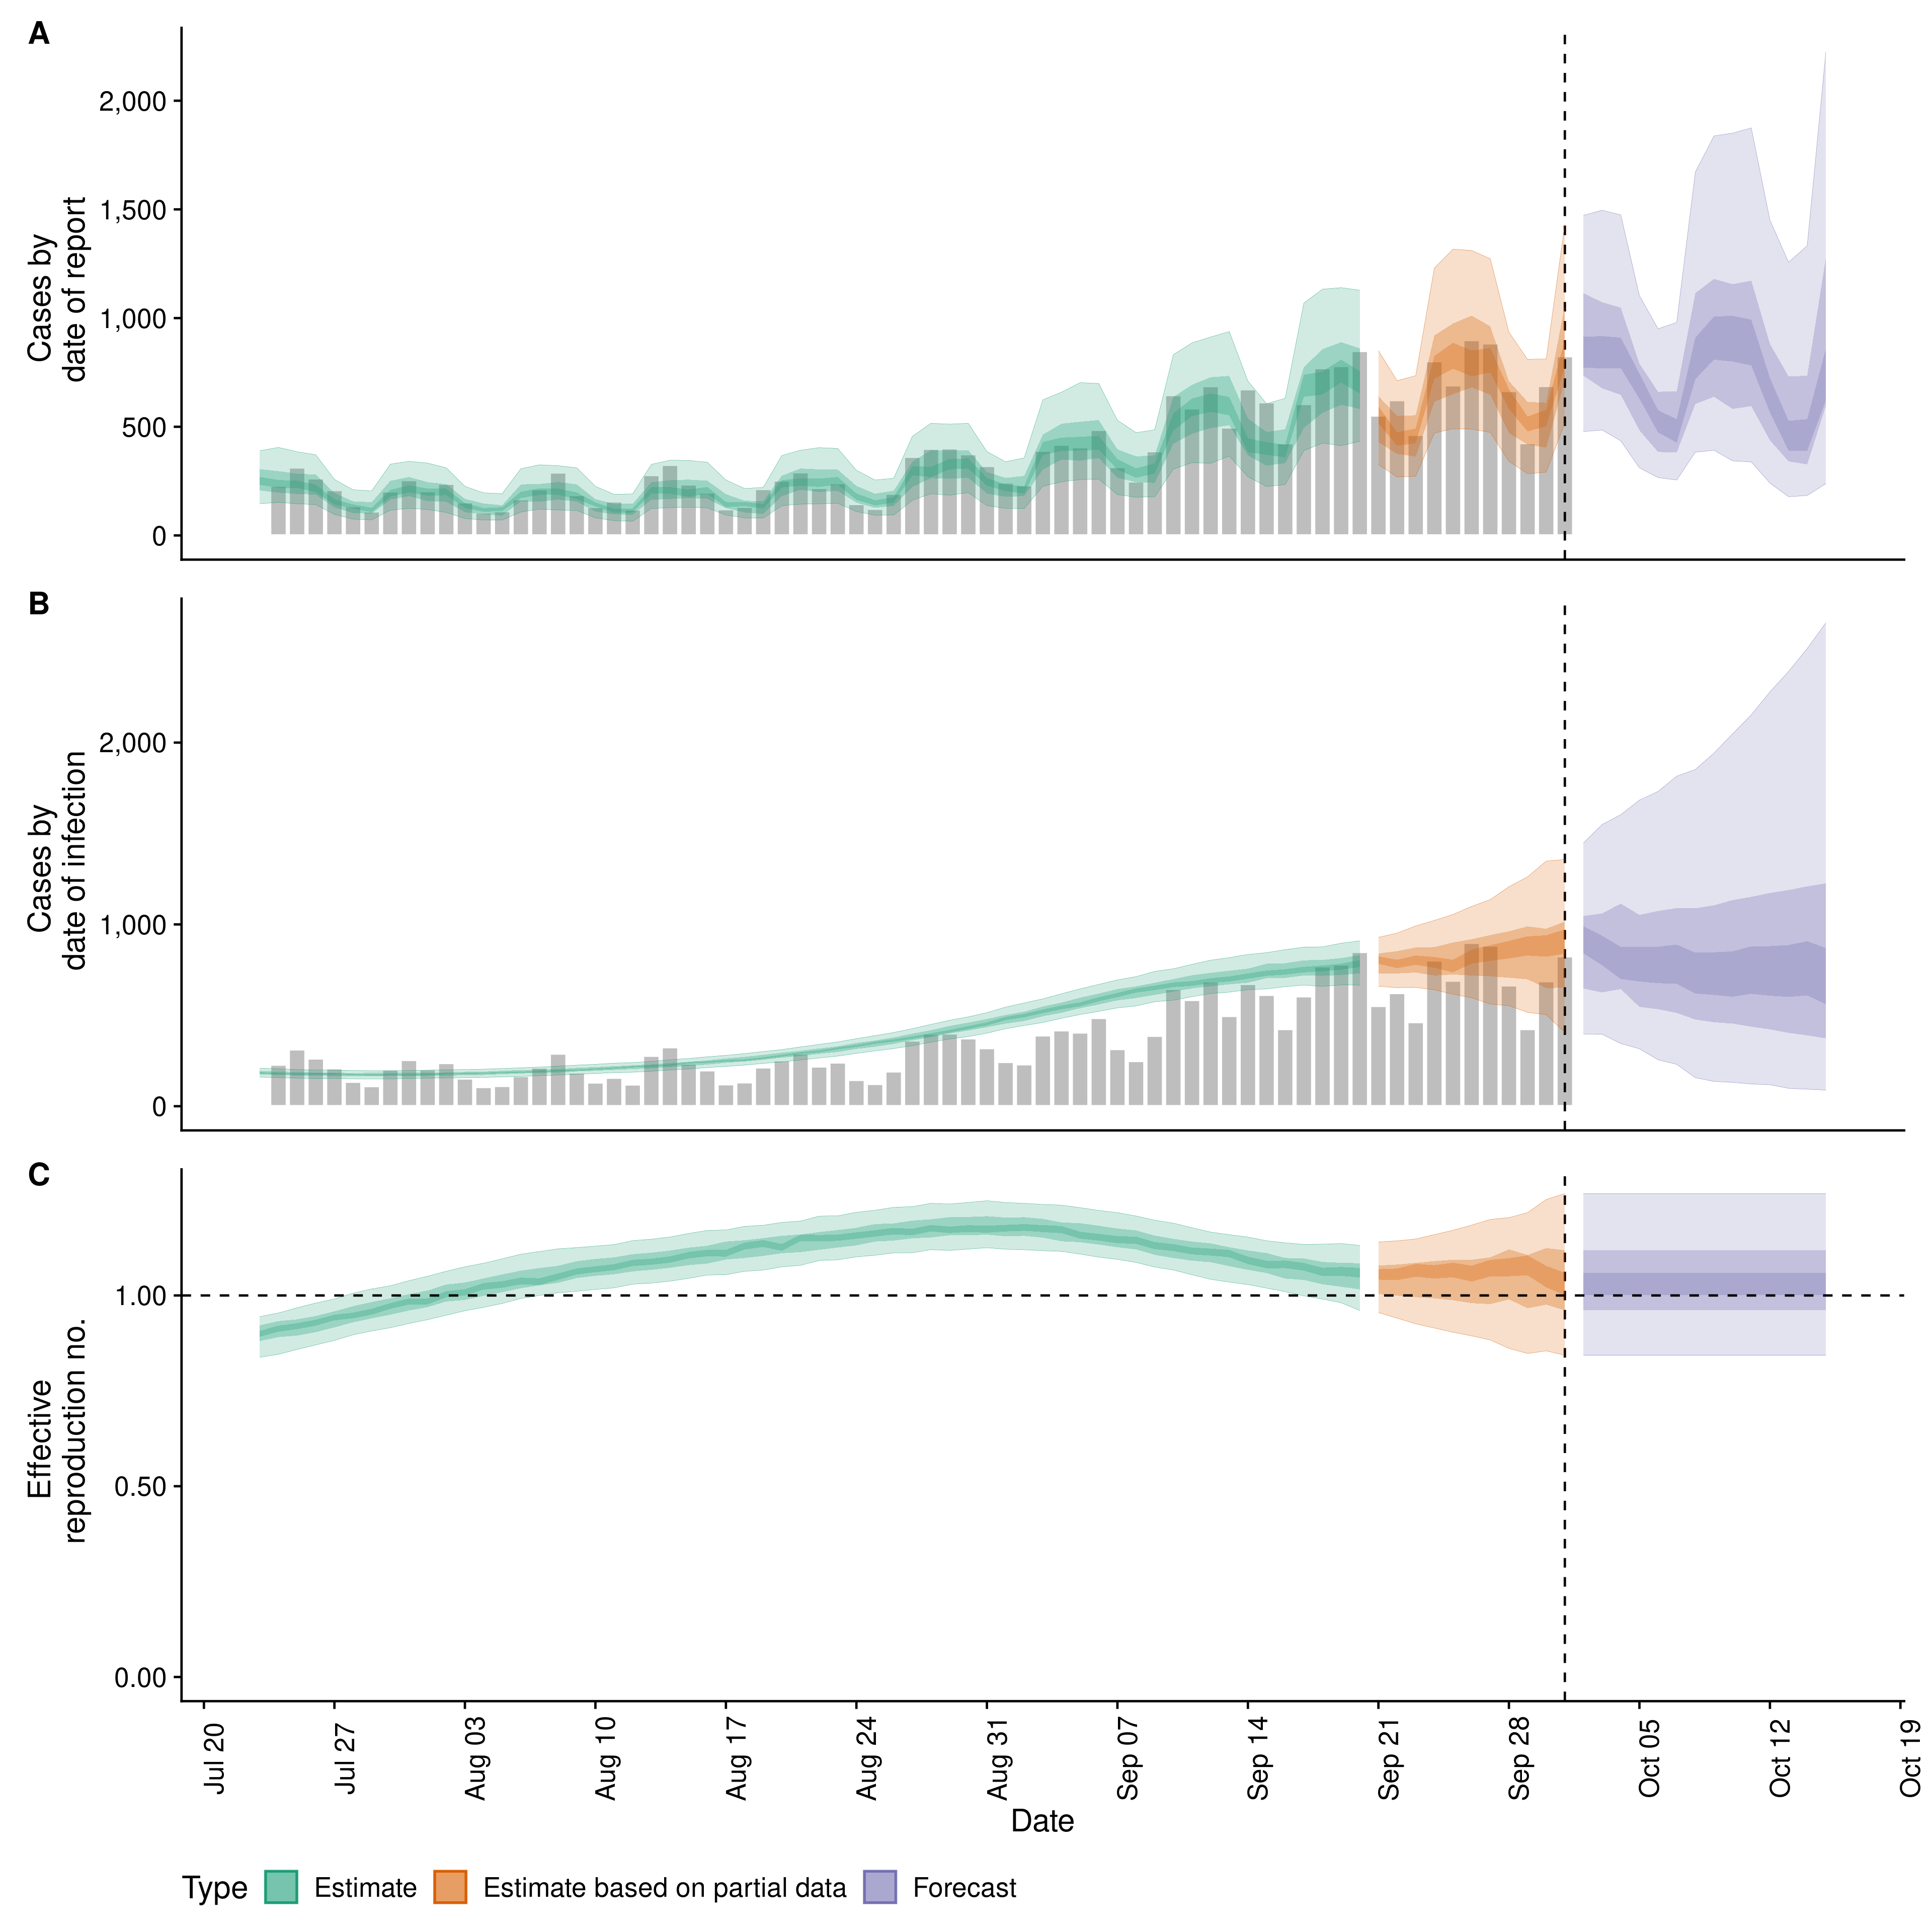 A
2,000
1,500
1,000
500
0
Cases by
date of report
B
2,000
1,000
0
Cases by
date of infection
C
1.00
0.50
0.00
Effective
reproduction no.
Jul 20
Jul 27
Aug 03
Aug 10
Aug 17
Aug 24
Aug 31
Sep 07
Sep 14
Sep 21
Sep 28
Oct 05
Oct 12
Oct 19
Date
Type Estimate Estimate based on partial data Forecast